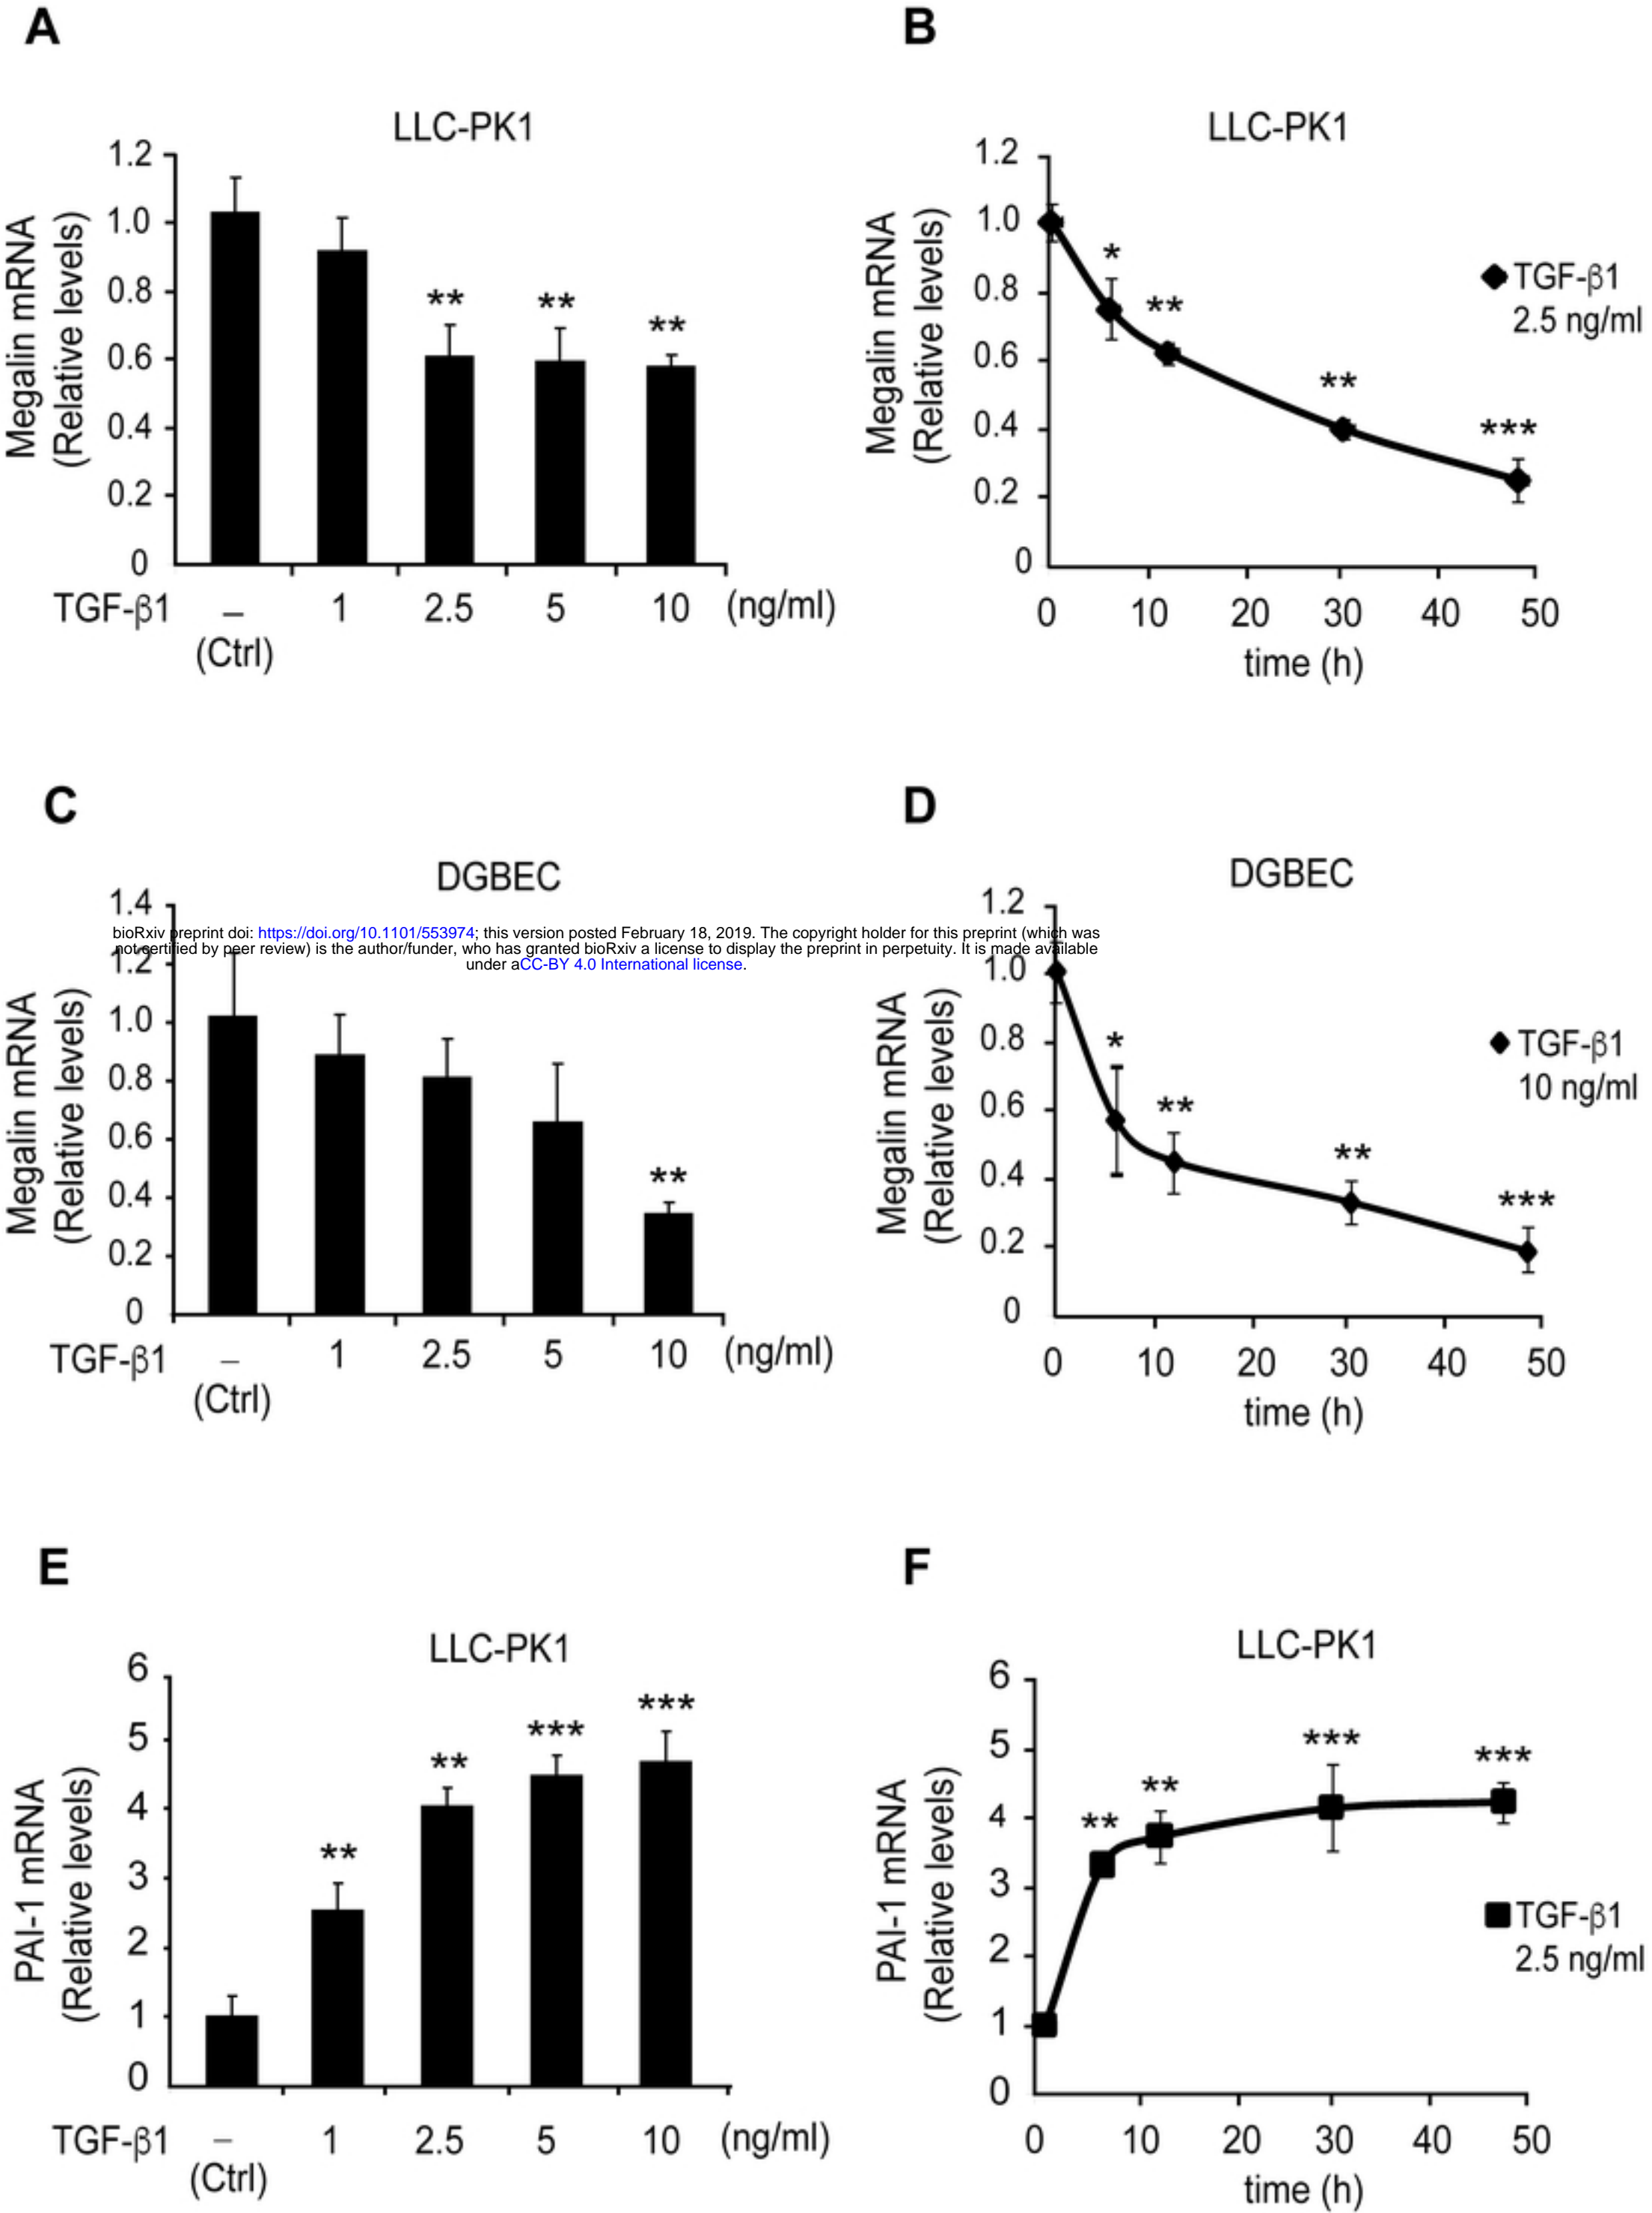 A
LLC-PK1
Megalin mRNA
(Relative levels)
1.2
1.0
0.8
0.6
0.4
0.2
0
TGF-β1 – 1 2.5 5 10 (ng/ml)
(Ctrl)
** ** **
B
LLC-PK1
Megalin mRNA
(Relative levels)
1.2
1.0
0.8
0.6
0.4
0.2
0
* ** ** ***
TGF-β1
2.5 ng/ml
0 10 20 30 40 50
time (h)
C
DGBEC
Megalin mRNA
(Relative levels)
1.4
bioRxiv preprint doi: https://doi.org/10.1101/553974; this version posted February 18, 2019. The copyright holder for this preprint (which was
not certified by peer review) is the author/funder, who has granted bioRxiv a license to display the preprint in perpetuity. It is made available
under aCC-BY 4.0 International license.
1.2
1.0
0.8
0.6
0.4
0.2
0
**
TGF-β1 – 1 2.5 5 10 (ng/ml)
(Ctrl)
D
DGBEC
Megalin mRNA
(Relative levels)
1.2
1.0
0.8
0.6
0.4
0.2
0
* ** ** ***
TGF-β1
10 ng/ml
0 10 20 30 40 50
time (h)
E
LLC-PK1
PAI-1 mRNA
(Relative levels)
6
5
4
3
2
1
0
** ** *** ***
TGF-β1 – 1 2.5 5 10 (ng/ml)
(Ctrl)
F
LLC-PK1
PAI-1 mRNA
(Relative levels)
6
5
4
3
2
1
0
** ** *** ***
TGF-β1
2.5 ng/ml
0 10 20 30 40 50
time (h)